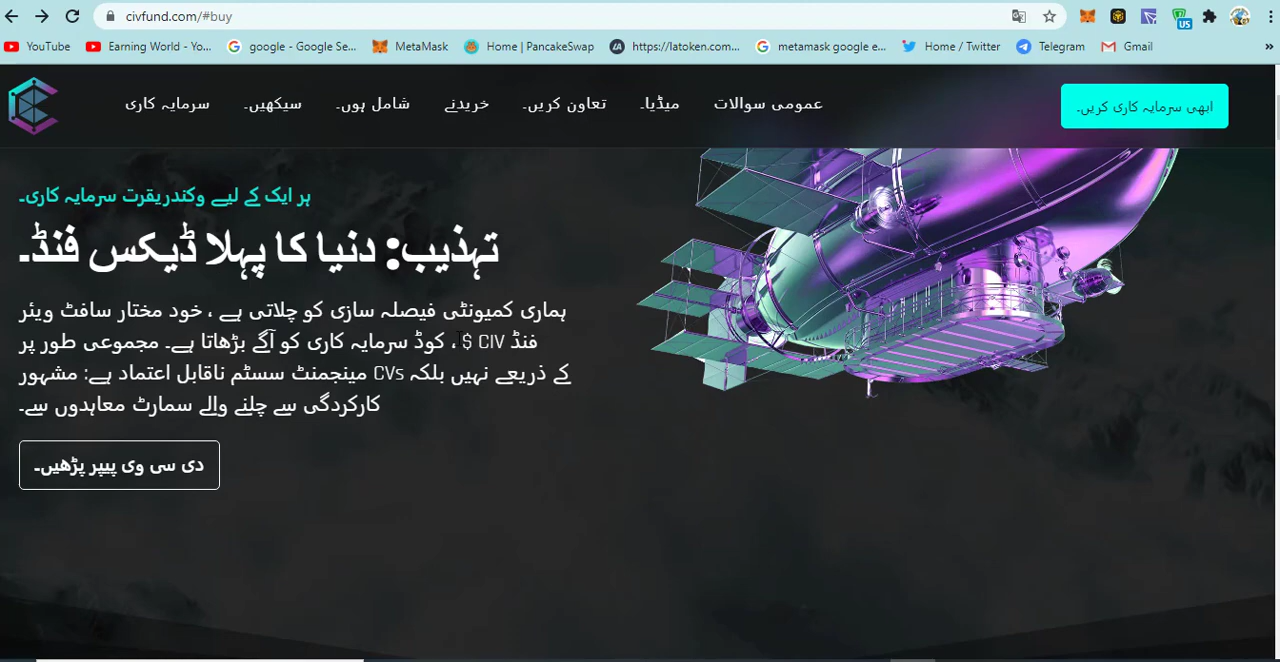 civfund.com/#buy
US
YouTube
Earning World - Yo...
google - Google Se...
MetaMask
Home | PancakeSwap
https://latoken.com...
metamask google e...
Home / Twitter
Telegram
Gmail
»
سرمایہ کاری
سیکھیں۔
شامل ہوں۔
خریدنے
تعاون کریں۔
میڈیا۔
عمومی سوالات
ابھی سرمایہ کاری کریں۔
ہر ایک کے لیے وکندریقرت سرمایہ کاری۔
تہذیب: دنیا کا پہلا ڈیکس فنڈ۔
ہماری کمیونٹی فیصلہ سازی کو چلاتی ہے ، خود مختار سافٹ ویئر
فنڈ $ CIV ، کوڈ سرمایہ کاری کو آگے بڑھاتا ہے۔ مجموعی طور پر
کے ذریعے نہیں بلکہ CVs مینجمنٹ سسٹم ناقابل اعتماد ہے: مشہور
کارکردگی سے چلنے والے سمارٹ معاہدوں سے۔
دی سی وی پیپر پڑھیں۔